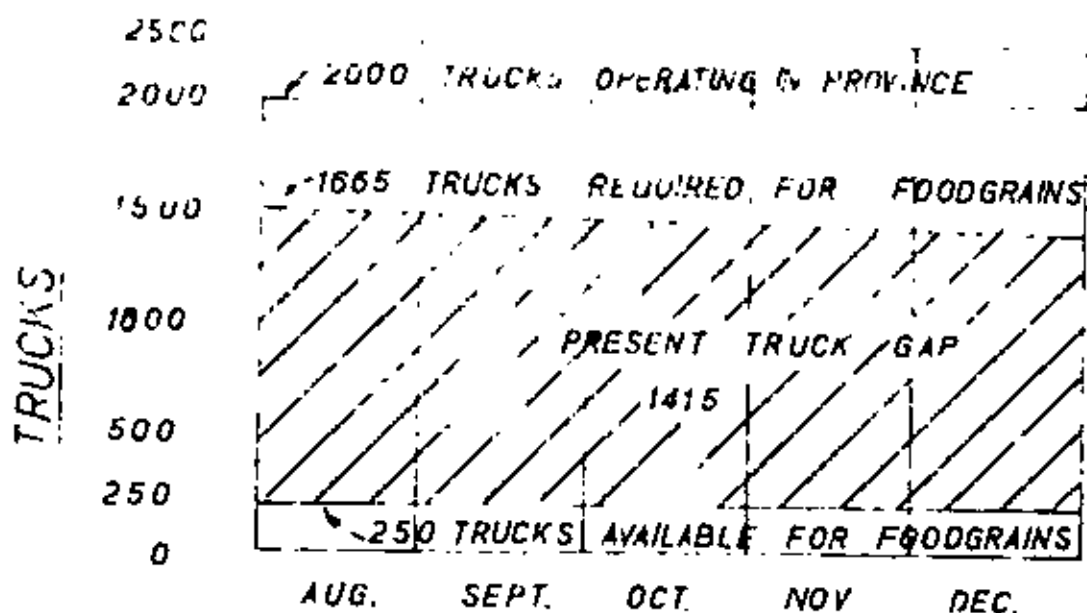 2500
2000 TRUCKS OPERATING IN PROVINCE
2000
1665 TRUCKS REQUIRED FOR FOODGRAINS
1500
TRUCKS
1000
PRESENT TRUCK GAP
1415
500
250
250 TRUCKS AVAILABLE FOR FOODGRAINS
0
AUG. SEPT. OCT. NOV DEC.